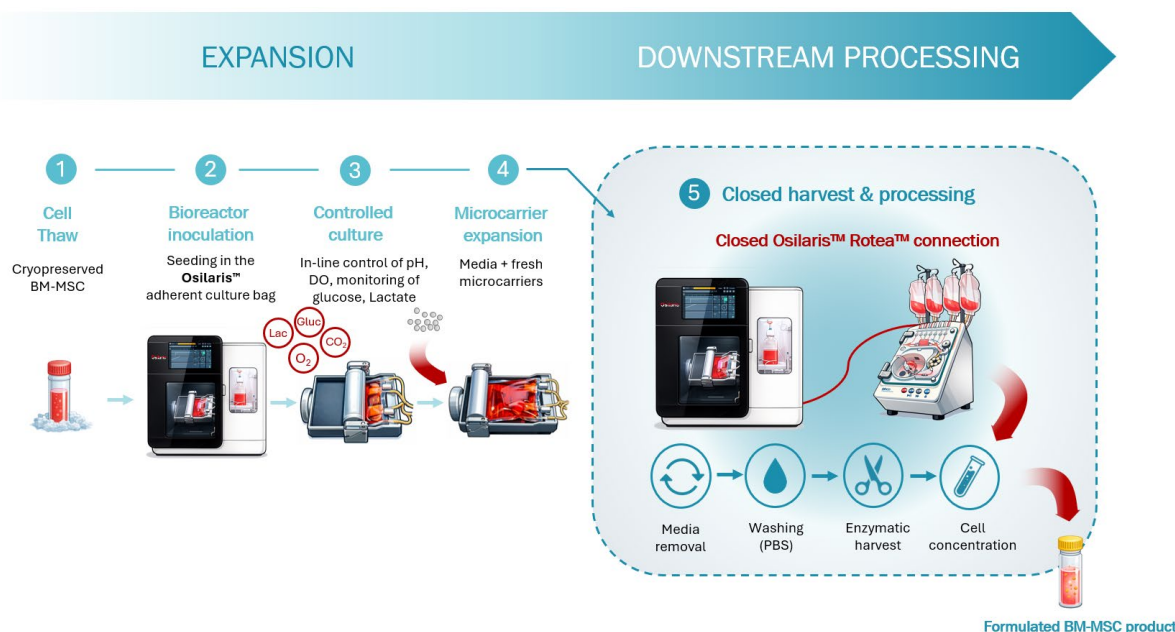 EXPANSION
DOWNSTREAM PROCESSING
1
2
3
4
Cell
Thaw
Cryopreserved
BM-MSC
Bioreactor
inoculation
Seeding in the
Osilaris™
adherent culture bag
Controlled
culture
In-line control of pH,
DO, monitoring of
glucose, Lactate
Microcarrier
expansion
Media + fresh
microcarriers
Lac
Gluc
CO₂
O₂
5 Closed harvest & processing
Closed Osilaris™ Rotea™ connection
Media
removal
Washing
(PBS)
Enzymatic
harvest
Cell
concentration
Formulated BM-MSC product